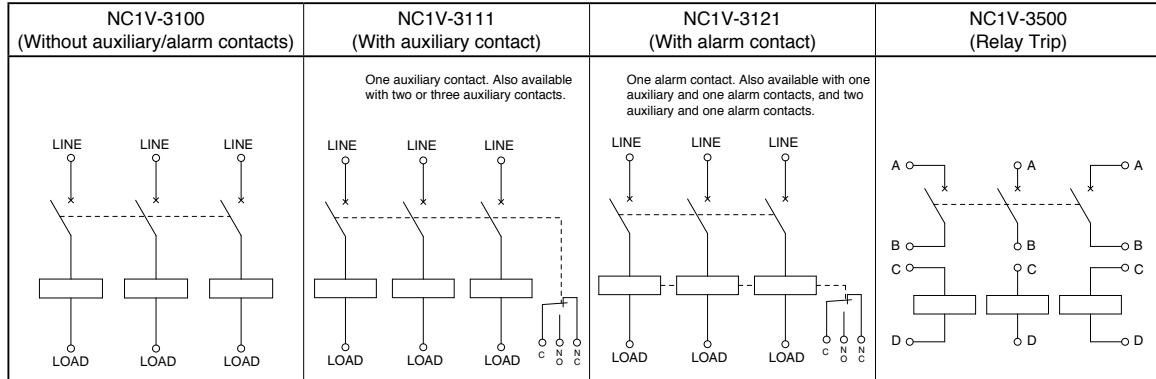 NC1V-3100
(Without auxiliary/alarm contacts)
NC1V-3111
(With auxiliary contact)
NC1V-3121
(With alarm contact)
NC1V-3500
(Relay Trip)
One auxiliary contact. Also available
with two or three auxiliary contacts.
One alarm contact. Also available with one
auxiliary and one alarm contacts, and two
auxiliary and one alarm contacts.
LINE LINE LINE
LOAD LOAD LOAD
LINE LINE LINE
LOAD LOAD LOAD
C NO NC
LINE LINE LINE
LOAD LOAD LOAD
C NO NC
A A A
B B B
C C C
D D D